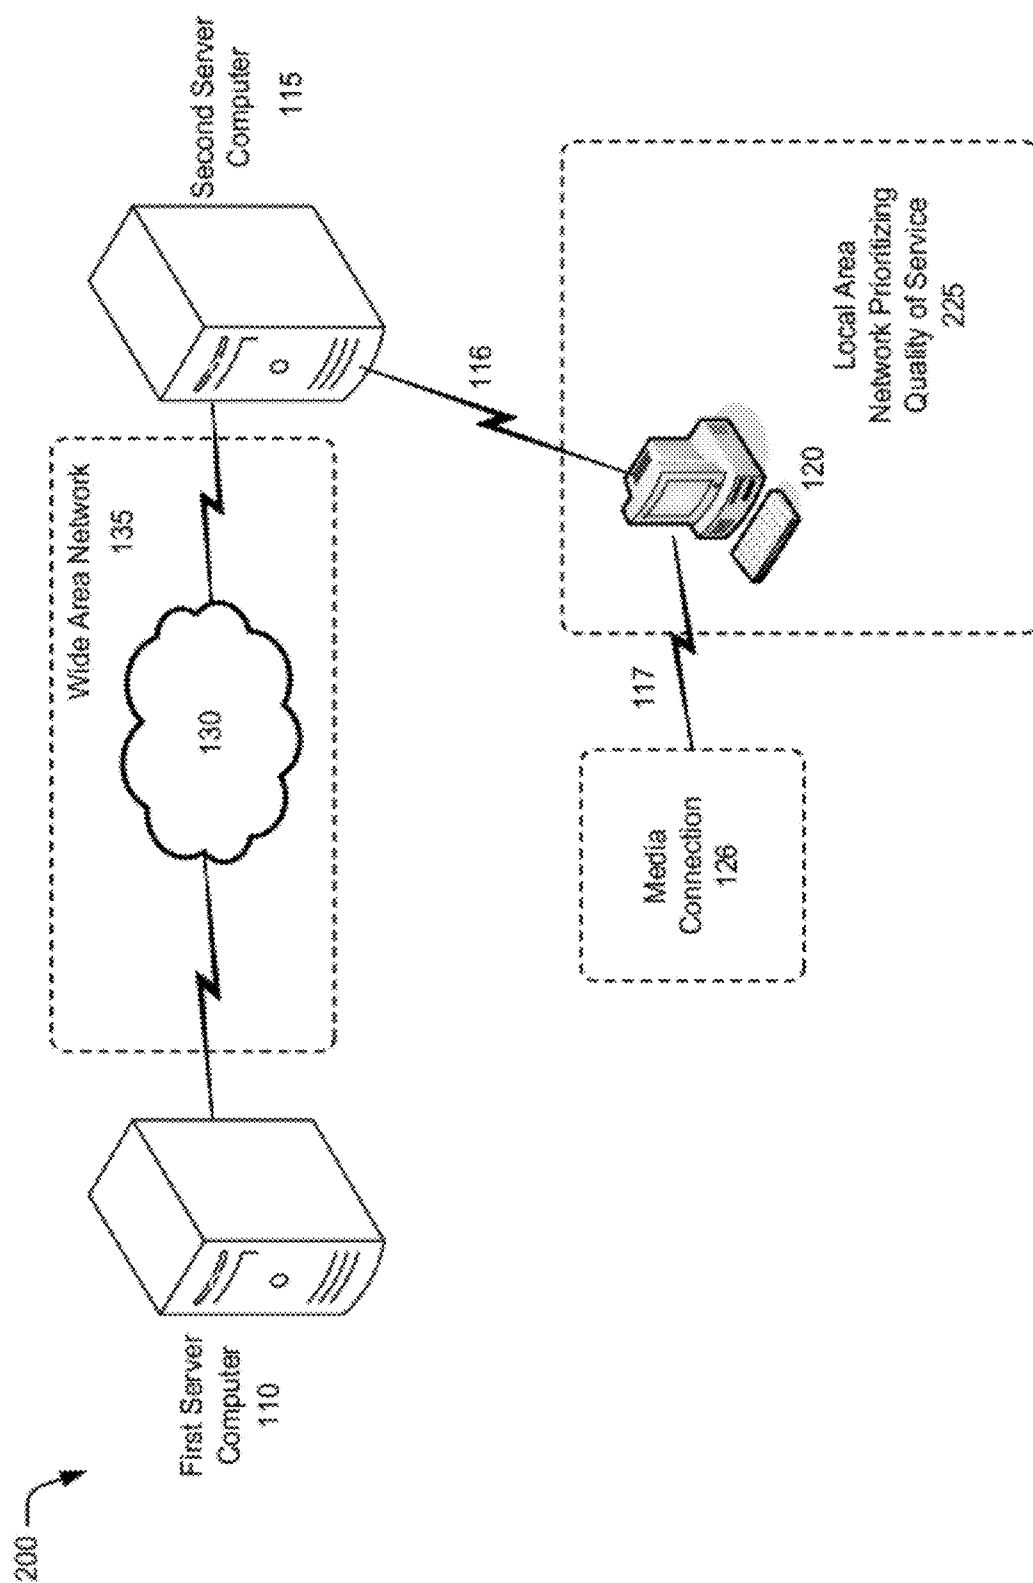 200
First Server
Computer
110
Wide Area Network
135
130
Second Server
Computer
115
116
117
Media
Connection
126
120
Local Area
Network Prioritizing
Quality of Service
225